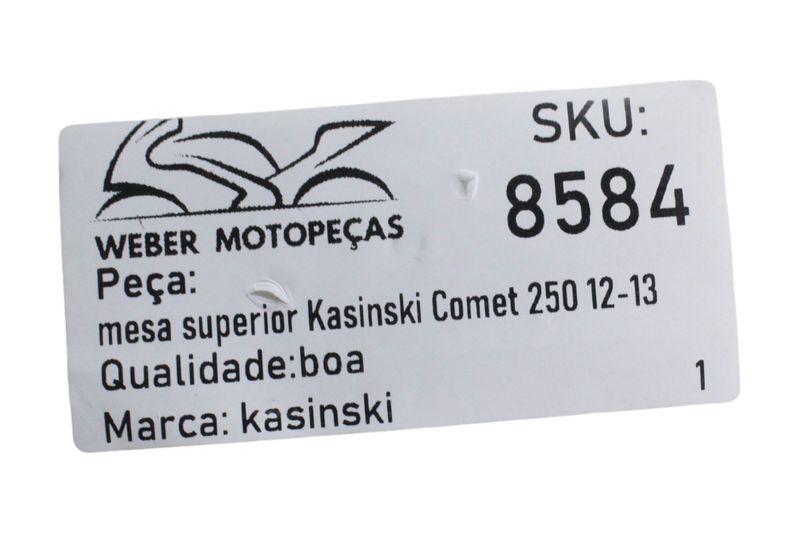 WEBER MOTOPEÇAS
SKU:
8584
Peça:
mesa superior Kasinski Comet 250 12-13
Qualidade:boa
Marca: kasinski
1